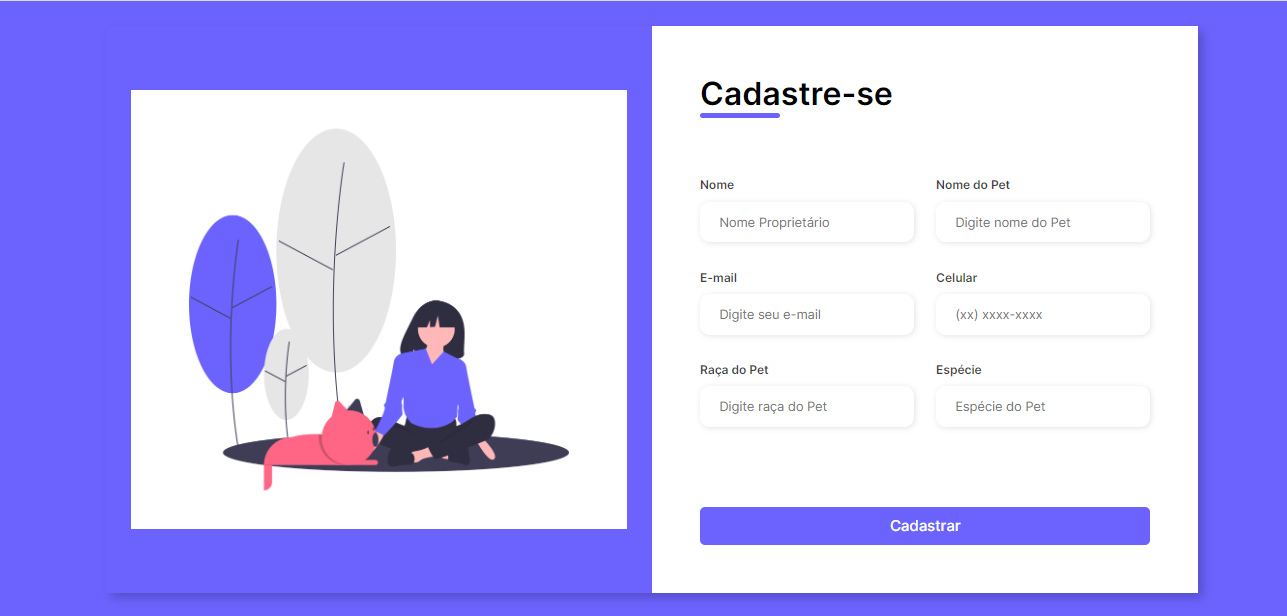 Cadastre-se
Nome
Nome do Pet
Nome Proprietário
Digite nome do Pet
E-mail
Celular
Digite seu e-mail
(xx) xxxx-xxxx
Raça do Pet
Espécie
Digite raça do Pet
Espécie do Pet
Cadastrar